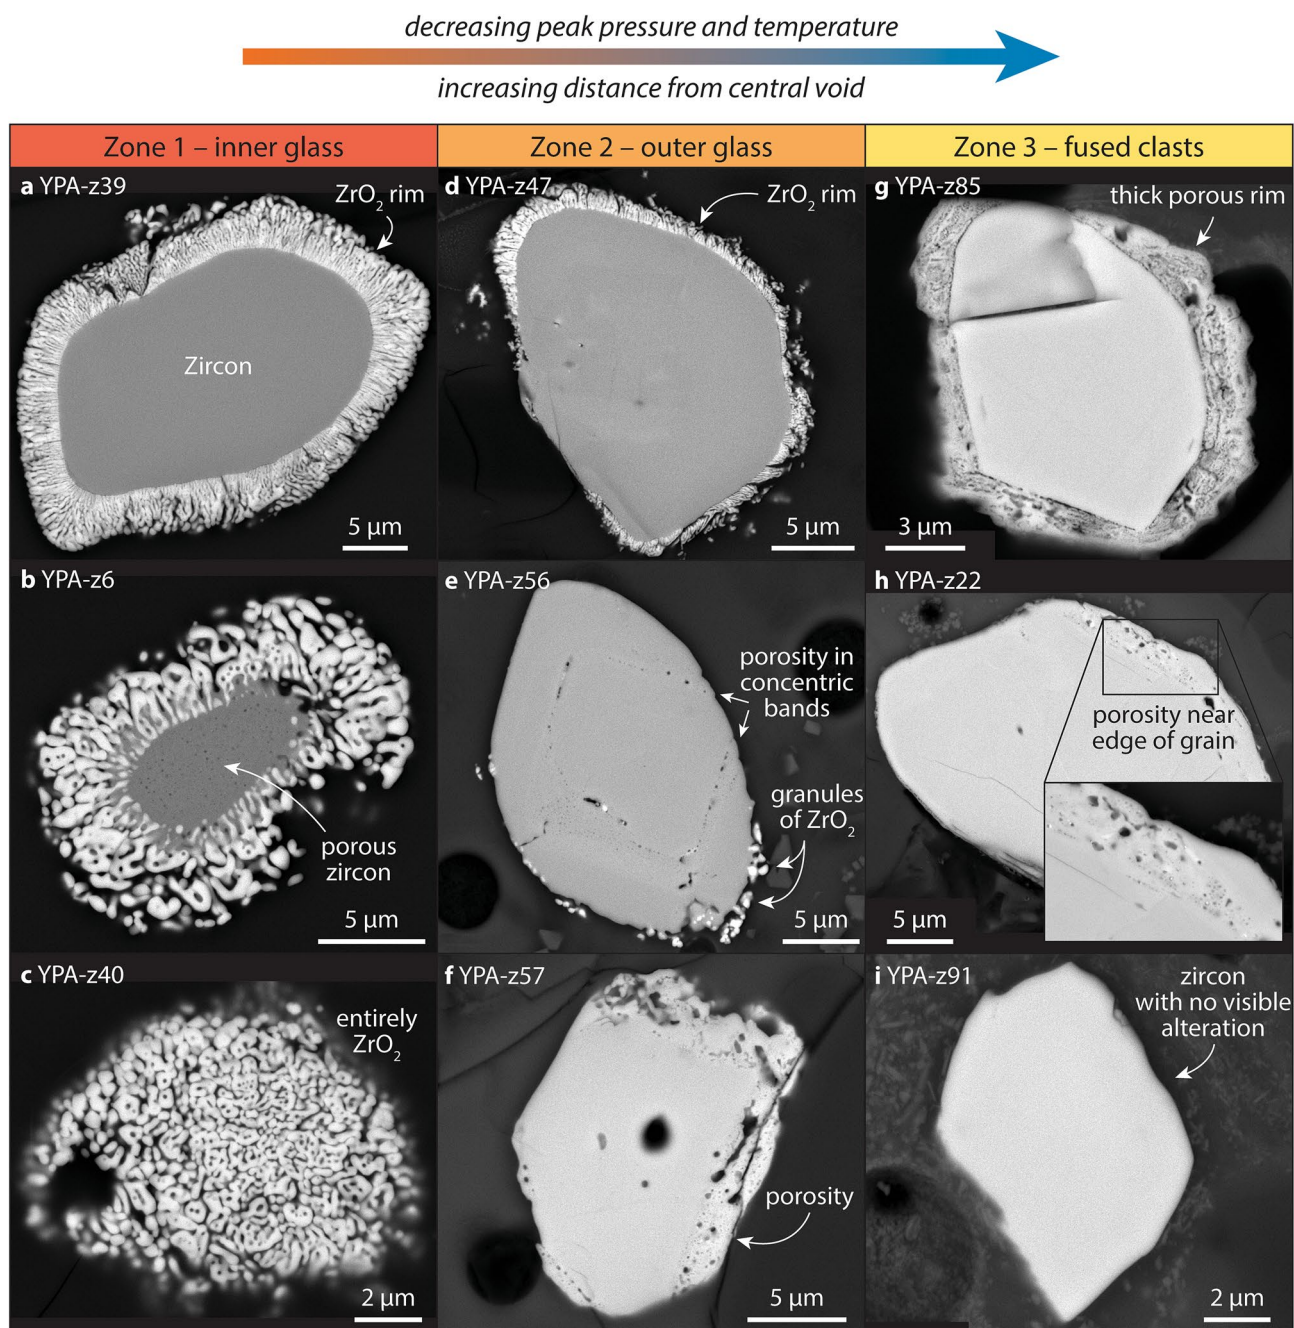 decreasing peak pressure and temperature
increasing distance from central void
Zone 1 – inner glass
Zone 2 – outer glass
Zone 3 – fused clasts
a YPA-z39
ZrO2 rim
Zircon
5 µm
d YPA-z47
ZrO2 rim
5 µm
g YPA-z85
thick porous rim
3 µm
b YPA-z6
porous
zircon
5 µm
e YPA-z56
porosity in
concentric
bands
granules
of ZrO2
5 µm
h YPA-z22
porosity near
edge of grain
5 µm
c YPA-z40
entirely
ZrO2
2 µm
f YPA-z57
porosity
5 µm
i YPA-z91
zircon
with no visible
alteration
2 µm